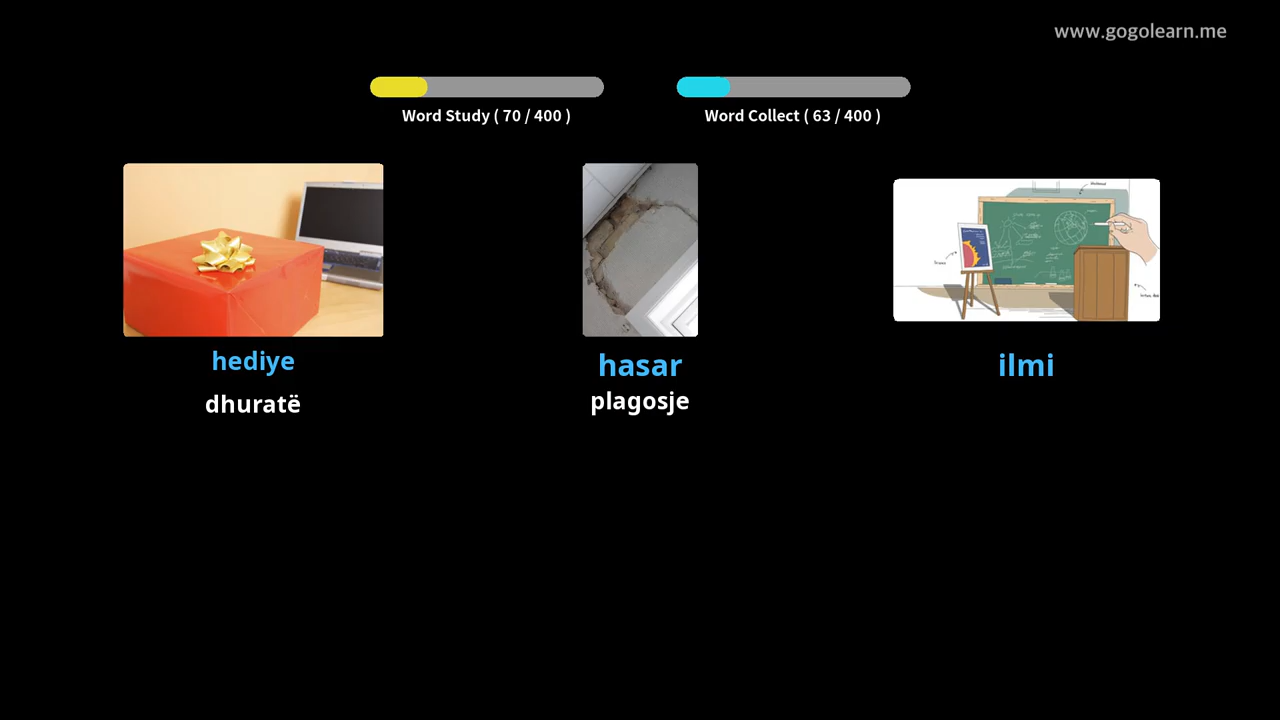 www.gogolearn.me
Word Study ( 70 / 400 )
Word Collect ( 63 / 400 )
hediye
hasar
ilmi
dhuratë
plagosje